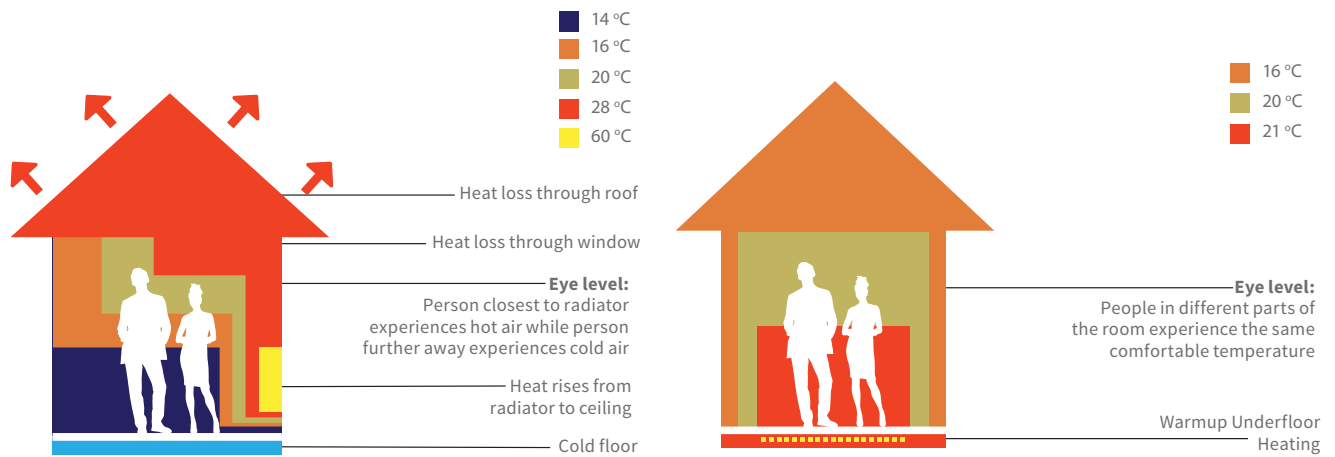 14 °C
16 °C
20 °C
28 °C
60 °C
Heat loss through roof
Heat loss through window
Eye level:
Person closest to radiator
experiences hot air while person
further away experiences cold air
Heat rises from
radiator to ceiling
Cold floor
16 °C
20 °C
21 °C
Eye level:
People in different parts of
the room experience the same
comfortable temperature
Warmup Underfloor
Heating